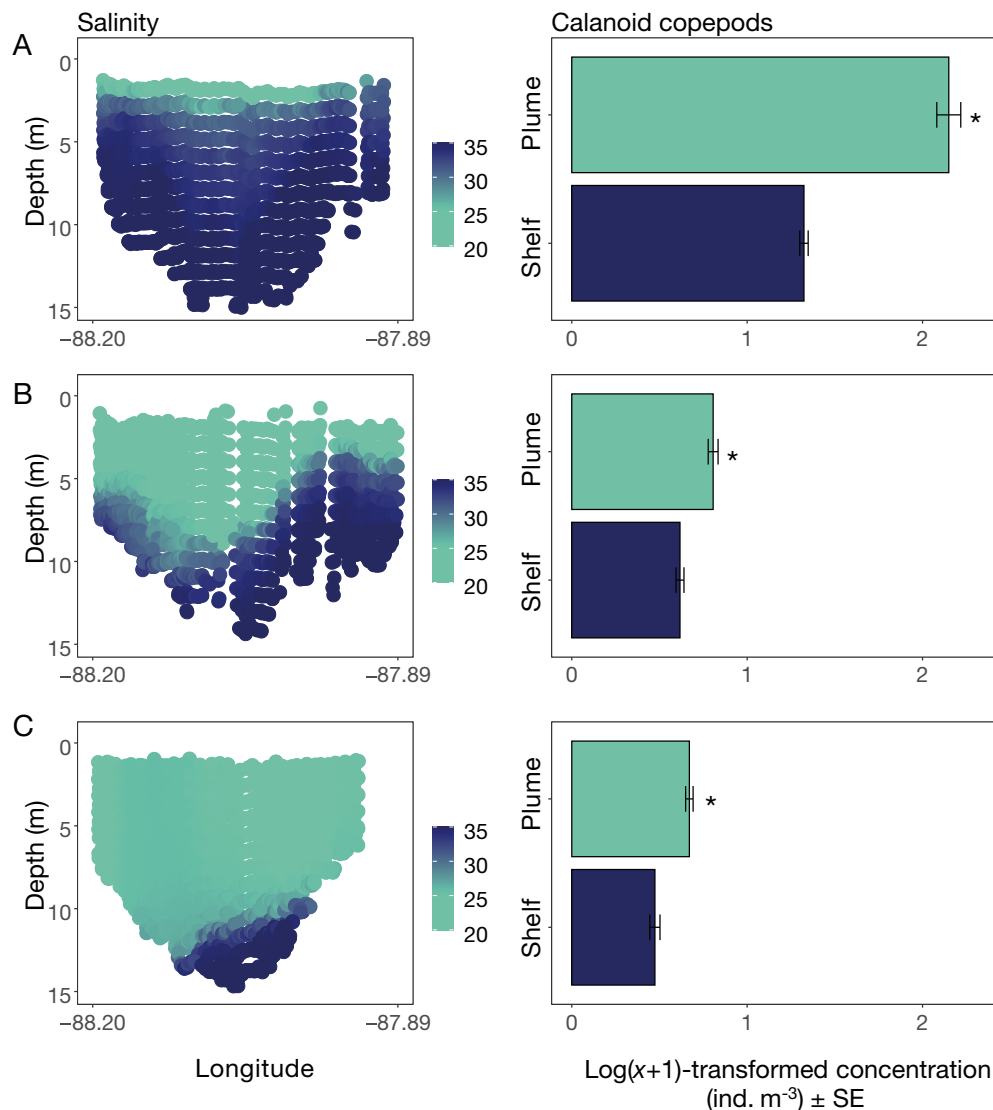 Salinity
Calanoid copepods
A
0
5
10
15
Depth (m)
−88.20
−87.89
35
30
25
20
Plume
Shelf
*
0
1
2
B
0
5
10
15
Depth (m)
−88.20
−87.89
35
30
25
20
Plume
Shelf
*
0
1
2
C
0
5
10
15
Depth (m)
−88.20
−87.89
35
30
25
20
Plume
Shelf
*
0
1
2
Longitude
Log(x+1)-transformed concentration
(ind. m⁻³) ± SE